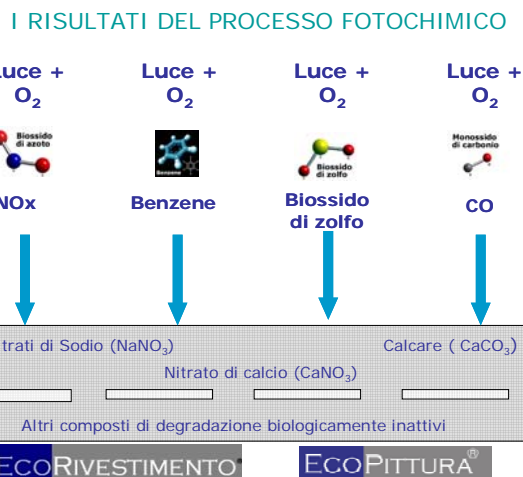 I RISULTATI DEL PROCESSO FOTOCHIMICO
Luce + Luce + Luce + Luce +
O2 O2 O2 O2
Biossido di azoto
Benzene
Biossido di zolfo
Monossido di carbonio
NOx Benzene Biossido di zolfo CO
trati di Sodio (NaNO3) Calcare ( CaCO3)
Nitrato di calcio (CaNO3)
Altri composti di degradazione biologicamente inattivi
ECORIVESTIMENTO ECOPITTURA®